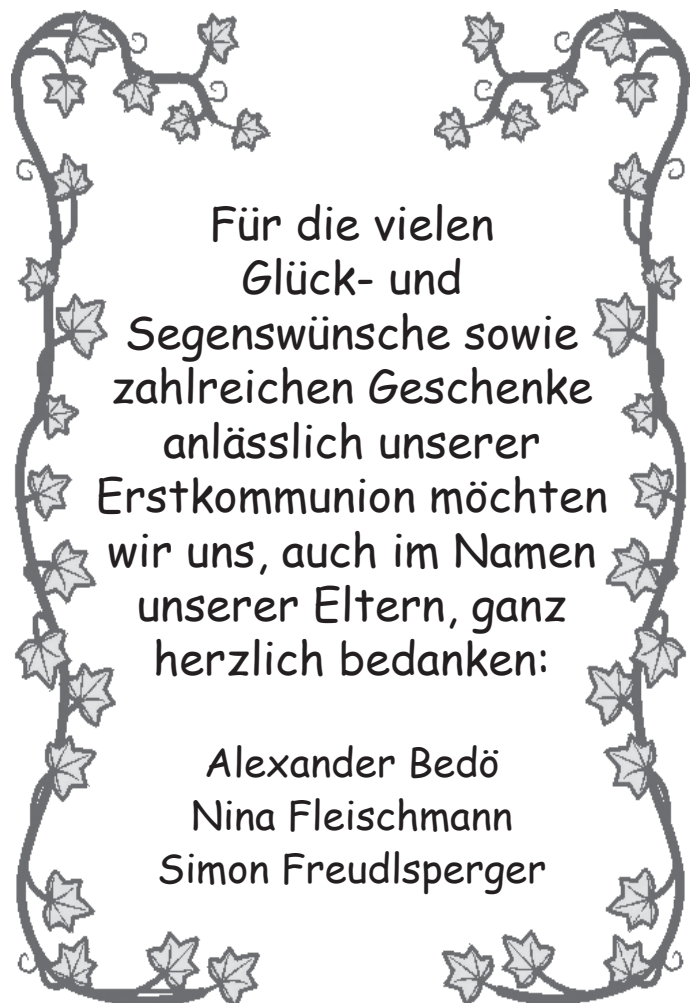 Für die vielen
Glück- und
Segenswünsche sowie
zahlreichen Geschenke
anlässlich unserer
Erstkommunion möchten
wir uns, auch im Namen
unserer Eltern, ganz
herzlich bedanken:
Alexander Bedö
Nina Fleischmann
Simon Freudlsperger